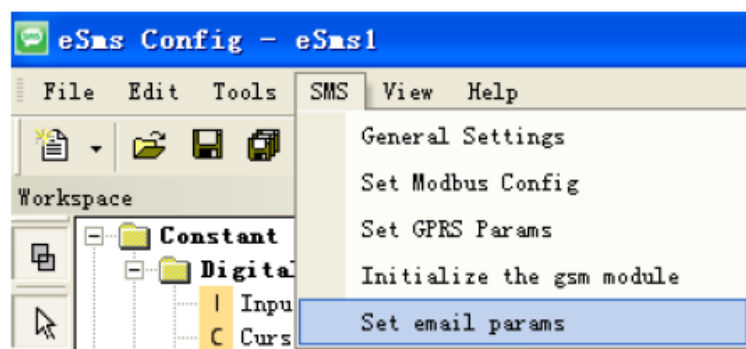 eSms Config - eSms1
File Edit Tools SMS View Help
General Settings
Workspace
Set Modbus Config
Constant
Set GPRS Params
Digital
Initialize the gsm module
I Inpu
Set email params
C Curs